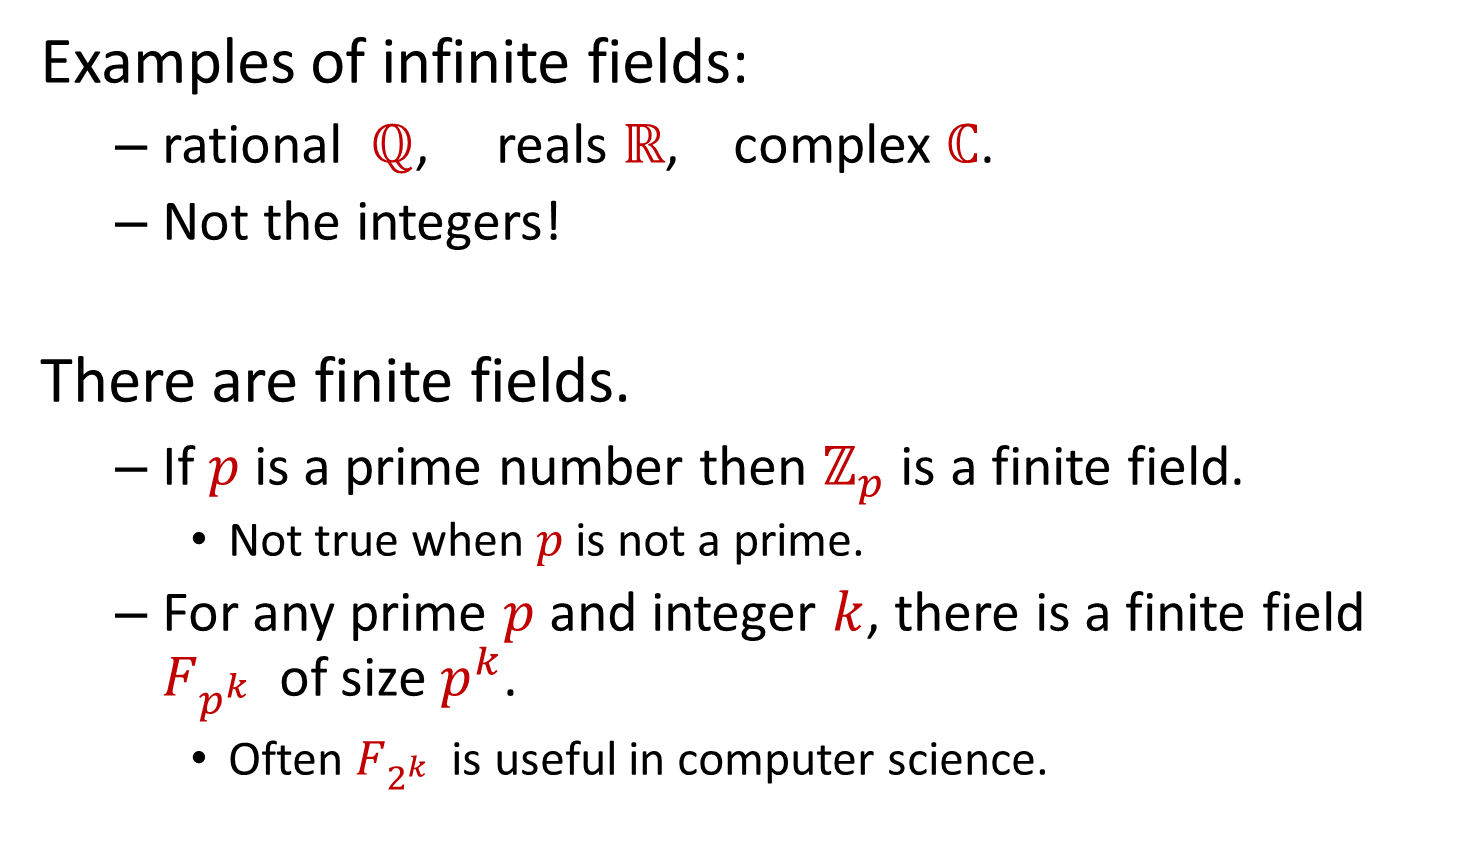 Examples of infinite fields:
– rational ℚ, reals ℝ, complex ℂ.
– Not the integers!
There are finite fields.
– If p is a prime number then ℤ_p is a finite field.
• Not true when p is not a prime.
– For any prime p and integer k, there is a finite field
F_{p^k} of size p^k.
• Often F_{2^k} is useful in computer science.